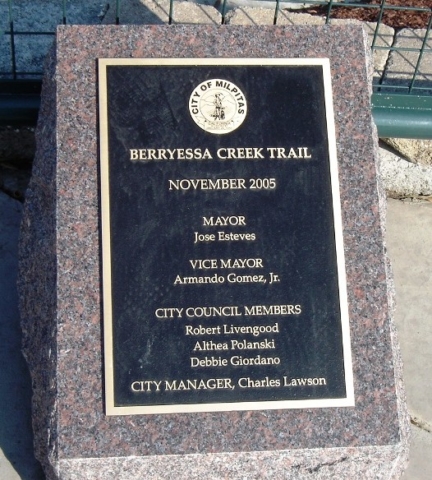 CITY OF MILPITAS
BERRYESSA CREEK TRAIL
NOVEMBER 2005
MAYOR
Jose Esteves
VICE MAYOR
Armando Gomez, Jr.
CITY COUNCIL MEMBERS
Robert Livengood
Althea Polanski
Debbie Giordano
CITY MANAGER, Charles Lawson